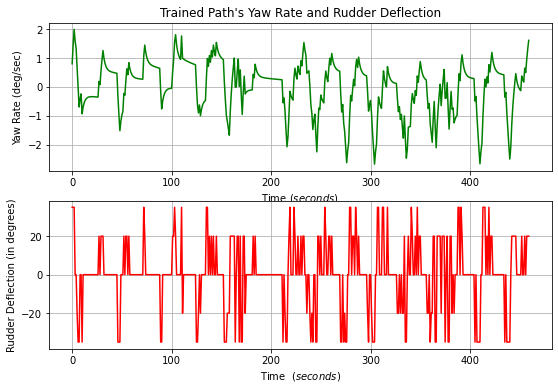 Trained Path's Yaw Rate and Rudder Deflection
Yaw Rate (deg/sec)
2
1
0
−1
−2
0 100 200 300 400
Time (seconds)
Rudder Deflection (in degrees)
20
0
−20
0 100 200 300 400
Time (seconds)